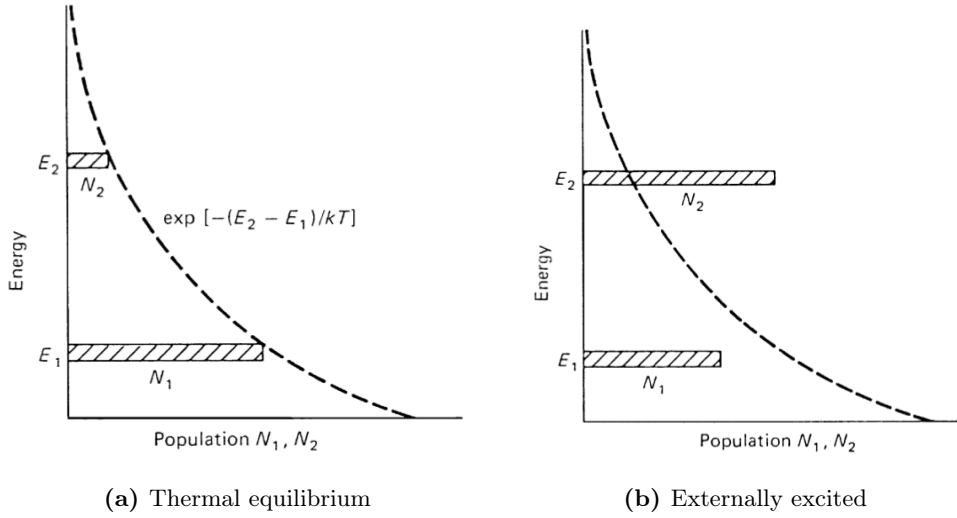 E₂
N₂
exp [−(E₂ − E₁)/kT]
Energy
E₁
N₁
Population N₁, N₂
(a) Thermal equilibrium
E₂
N₂
Energy
E₁
N₁
Population N₁, N₂
(b) Externally excited